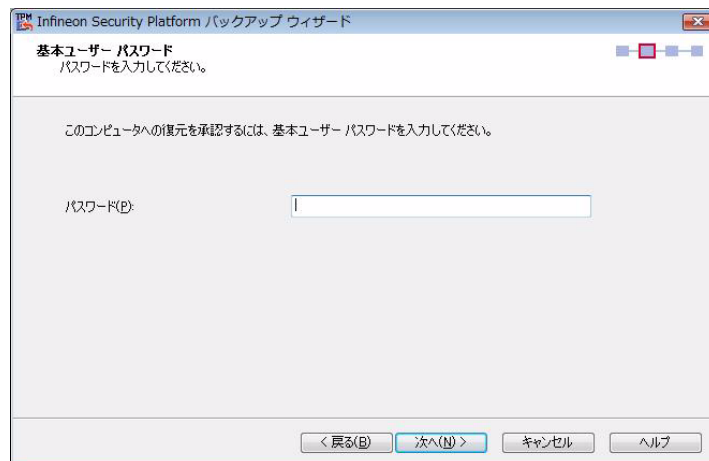 TPM
Infineon Security Platform バックアップ ウィザード
基本ユーザー パスワード
パスワードを入力してください。
このコンピュータへの復元を承認するには、基本ユーザー パスワードを入力してください。
パスワード(P):
< 戻る(B)
次へ(N) >
キャンセル
ヘルプ